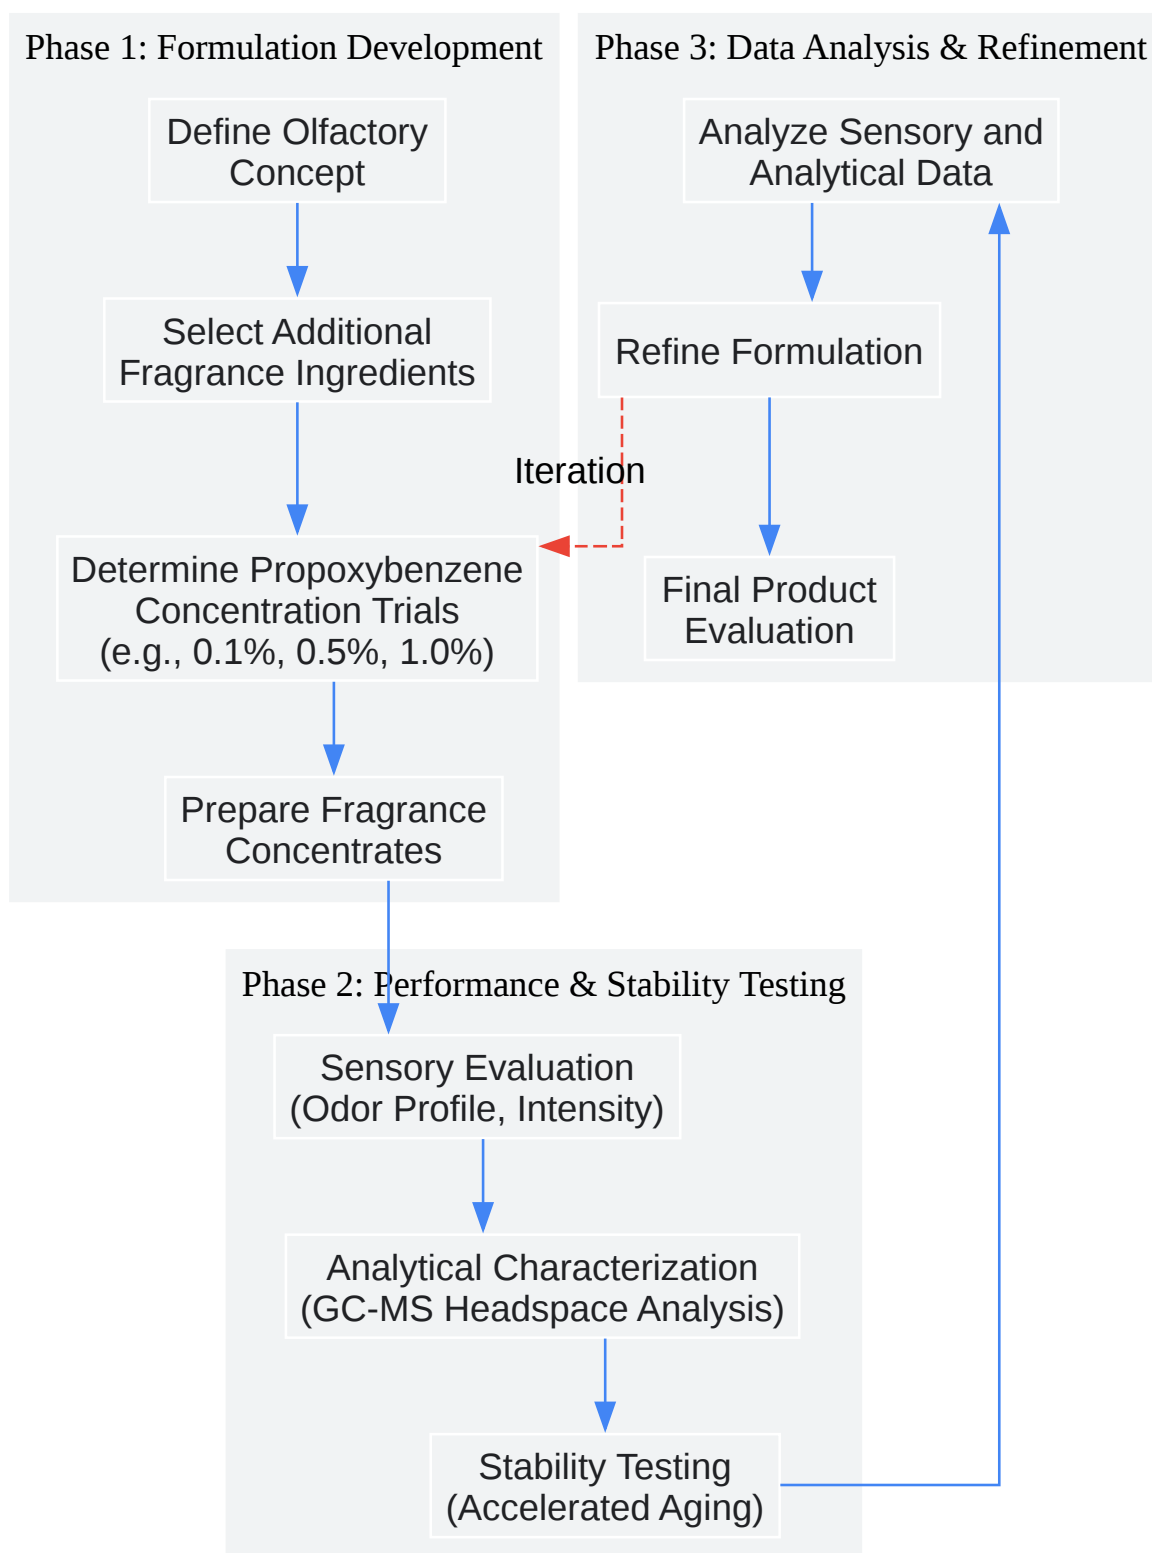 Phase 1: Formulation Development
Define Olfactory
Concept
Select Additional
Fragrance Ingredients
Determine Propoxybenzene
Concentration Trials
(e.g., 0.1%, 0.5%, 1.0%)
Prepare Fragrance
Concentrates
Phase 2: Performance & Stability Testing
Sensory Evaluation
(Odor Profile, Intensity)
Analytical Characterization
(GC-MS Headspace Analysis)
Stability Testing
(Accelerated Aging)
Phase 3: Data Analysis & Refinement
Analyze Sensory and
Analytical Data
Refine Formulation
Iteration
Final Product
Evaluation